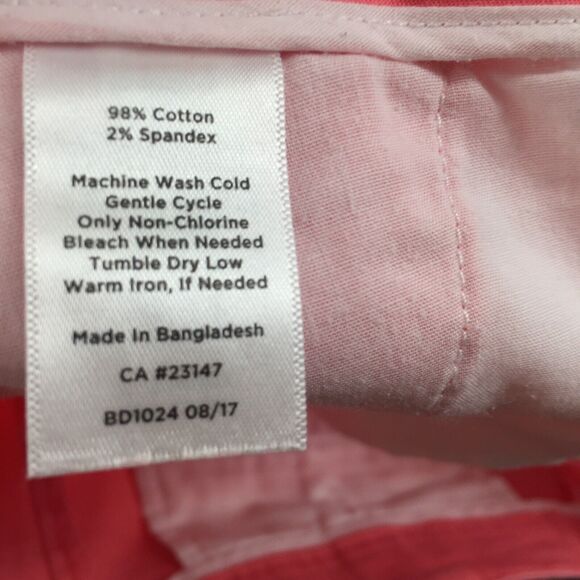 98% Cotton
2% Spandex
Machine Wash Cold
Gentle Cycle
Only Non-Chlorine
Bleach When Needed
Tumble Dry Low
Warm Iron, If Needed
Made In Bangladesh
CA #23147
BD1024 08/17